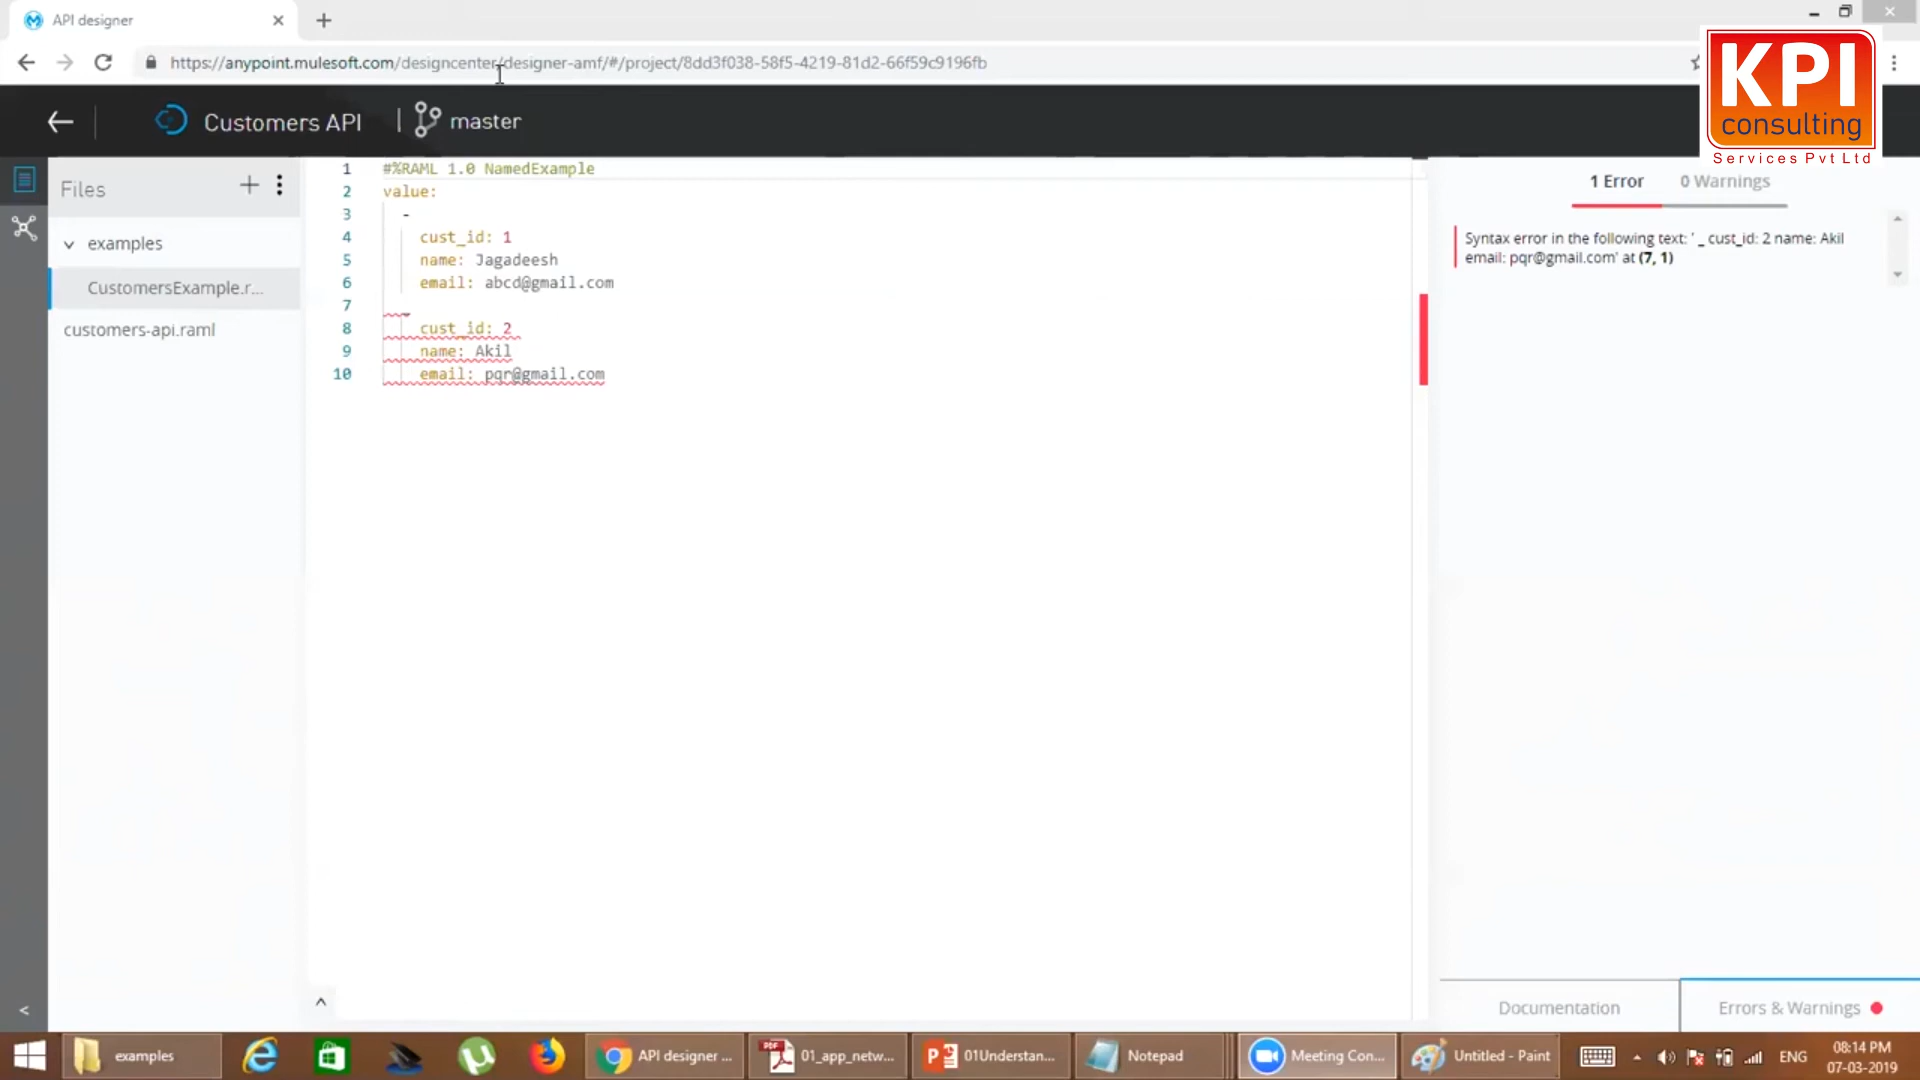 API designer
https://anypoint.mulesoft.com/designcenter/designer-amf/#/project/8dd3f038-58f5-4219-81d2-66f59c9196fb
KPI
consulting
Services Pvt Ltd
Customers API | master
Files
examples
CustomersExample.r...
customers-api.raml
1 #%RAML 1.0 NamedExample
2 value:
3 -
4 cust_id: 1
5 name: Jagadeesh
6 email: abcd@gmail.com
7 _
8 cust_id: 2
9 name: Akil
10 email: pqr@gmail.com
1 Error 0 Warnings
Syntax error in the following text: ' _ cust_id: 2 name: Akil
email: pqr@gmail.com' at (7, 1)
Documentation
Errors & Warnings
examples
API designer ...
01_app_netw...
01Understan...
Notepad
Meeting Con...
Untitled - Paint
ENG
08:14 PM
07-03-2019